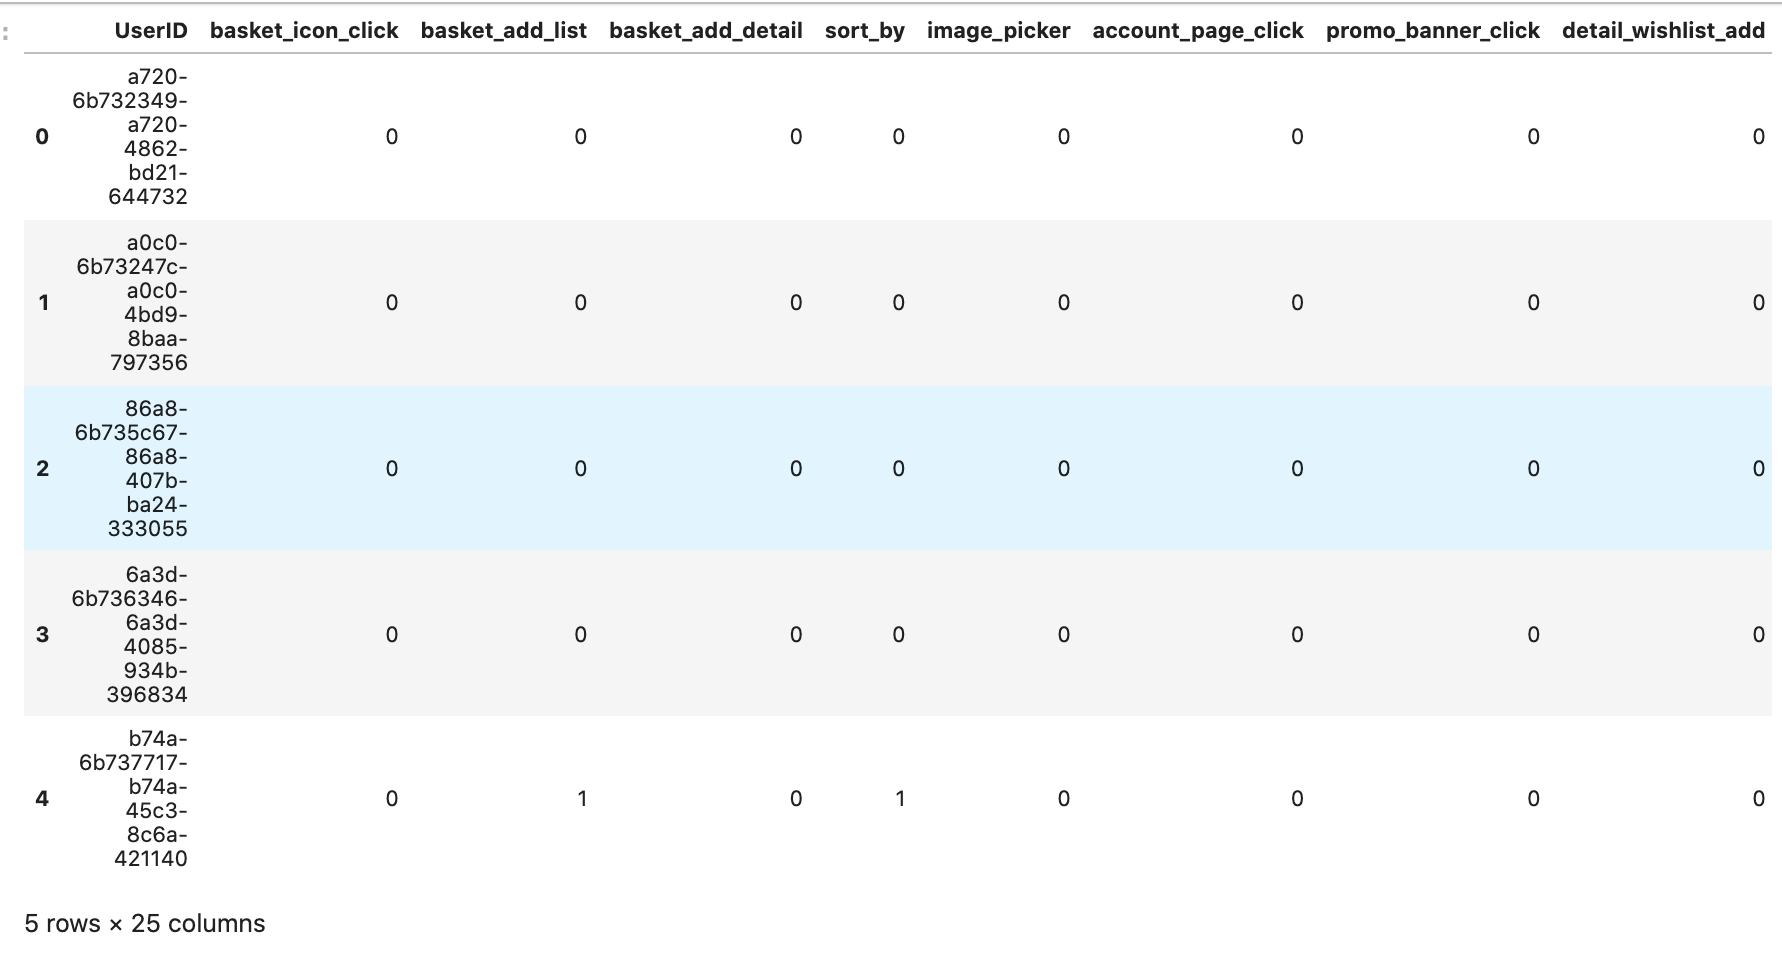 UserID basket_icon_click basket_add_list basket_add_detail sort_by image_picker account_page_click promo_banner_click detail_wishlist_add
0 a720-6b732349-a720-4862-bd21-644732 0 0 0 0 0 0 0 0
1 a0c0-6b73247c-a0c0-4bd9-8baa-797356 0 0 0 0 0 0 0 0
2 86a8-6b735c67-86a8-407b-ba24-333055 0 0 0 0 0 0 0 0
3 6a3d-6b736346-6a3d-4085-934b-396834 0 0 0 0 0 0 0 0
4 b74a-6b737717-b74a-45c3-8c6a-421140 0 1 0 1 0 0 0 0
5 rows × 25 columns